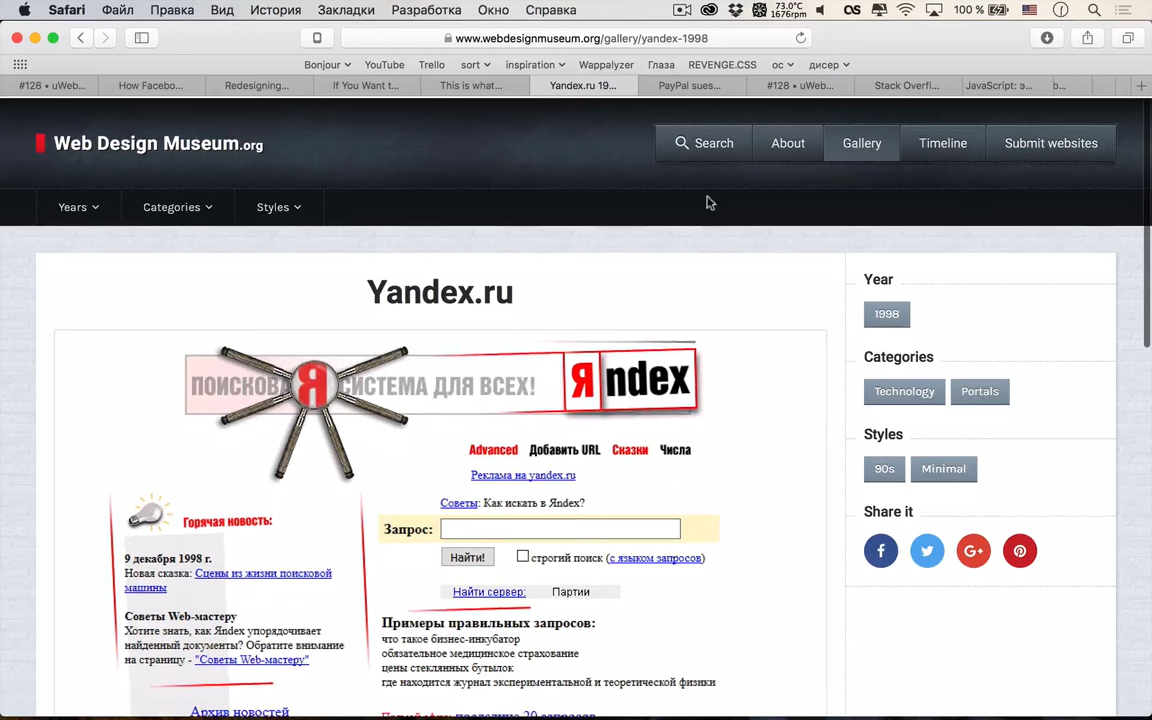 Safari Файл Правка Вид История Закладки Разработка Окно Справка 73.0°C 1676rpm 100 %
www.webdesignmuseum.org/gallery/yandex-1998
Bonjour YouTube Trello sort inspiration Wappalyzer Глаза REVENGE.CSS ос дисер
#128 • uWeb... How Facebo... Redesigning... If You Want t... This is what... Yandex.ru 19... PayPal sues... #128 • uWeb... Stack Overfl... JavaScript: э... b...
Web Design Museum.org
Search About Gallery Timeline Submit websites
Years Categories Styles
Yandex.ru
ПОИСКОВА Я СИСТЕМА ДЛЯ ВСЕХ! Яndex
Advanced Добавить URL Сказки Числа
Реклама на yandex.ru
Советы: Как искать в Яndex?
Запрос:
Найти! строгий поиск (с языком запросов)
Найти сервер: Партии
Горячая новость:
9 декабря 1998 г.
Новая сказка: Сцены из жизни поисковой
машины
Советы Web-мастеру
Хотите знать, как Яndex упорядочивает
найденный документы? Обратите внимание
на страницу - "Советы Web-мастеру"
Архив новостей
Примеры правильных запросов:
что такое бизнес-инкубатор
обязательное медицинское страхование
цены стеклянных бутылок
где находится журнал экспериментальной и теоретической физики
последние 20 запросов
Year
1998
Categories
Technology Portals
Styles
90s Minimal
Share it